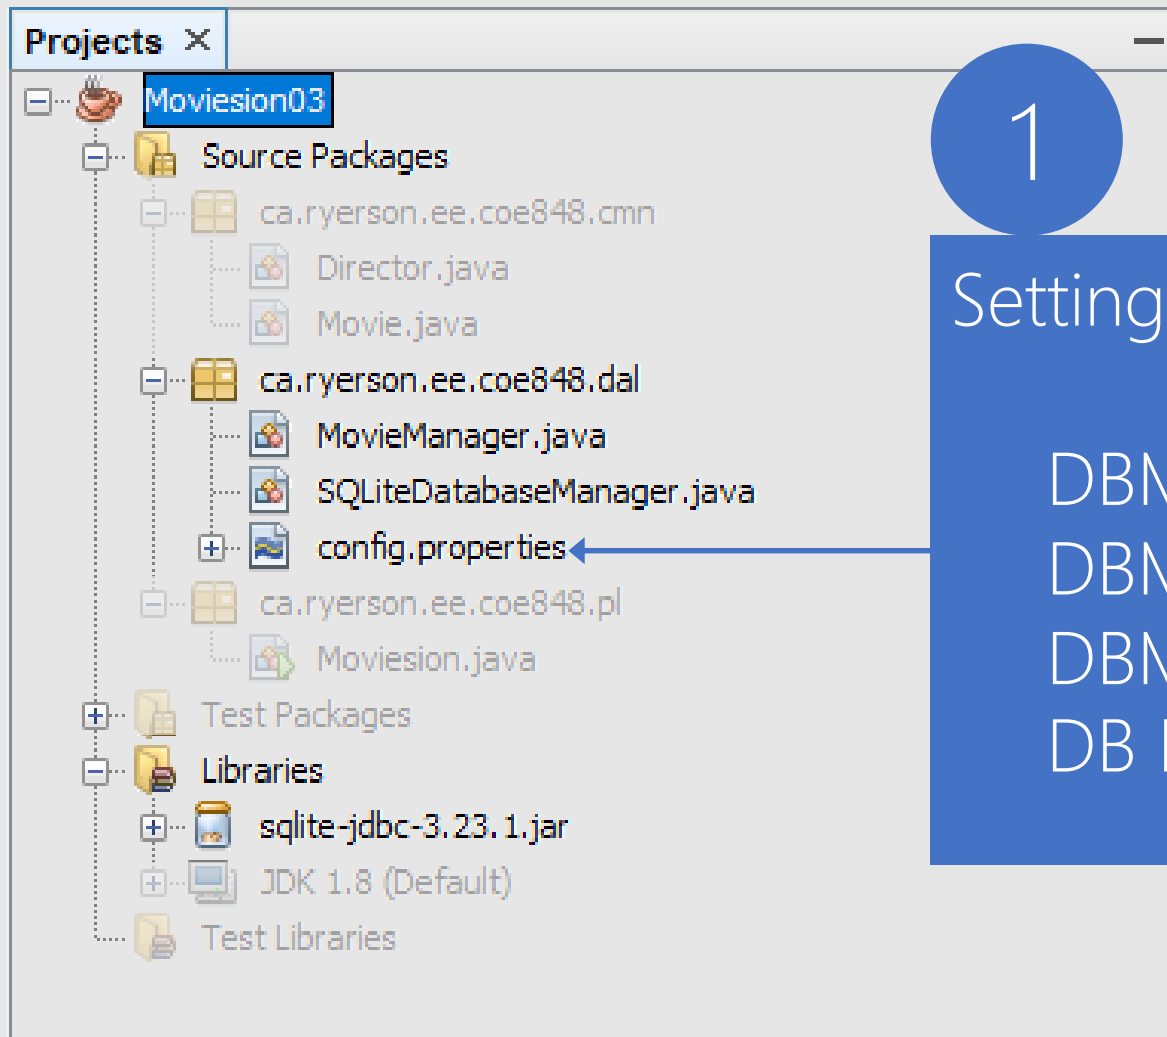 Projects
Moviesion03
Source Packages
ca.ryerson.ee.coe848.cmn
Director.java
Movie.java
ca.ryerson.ee.coe848.dal
MovieManager.java
SQLiteDatabaseManager.java
config.properties
ca.ryerson.ee.coe848.pl
Moviesion.java
Test Packages
Libraries
sqlite-jdbc-3.23.1.jar
JDK 1.8 (Default)
Test Libraries
1
Setting
DB
DB
DB
DB